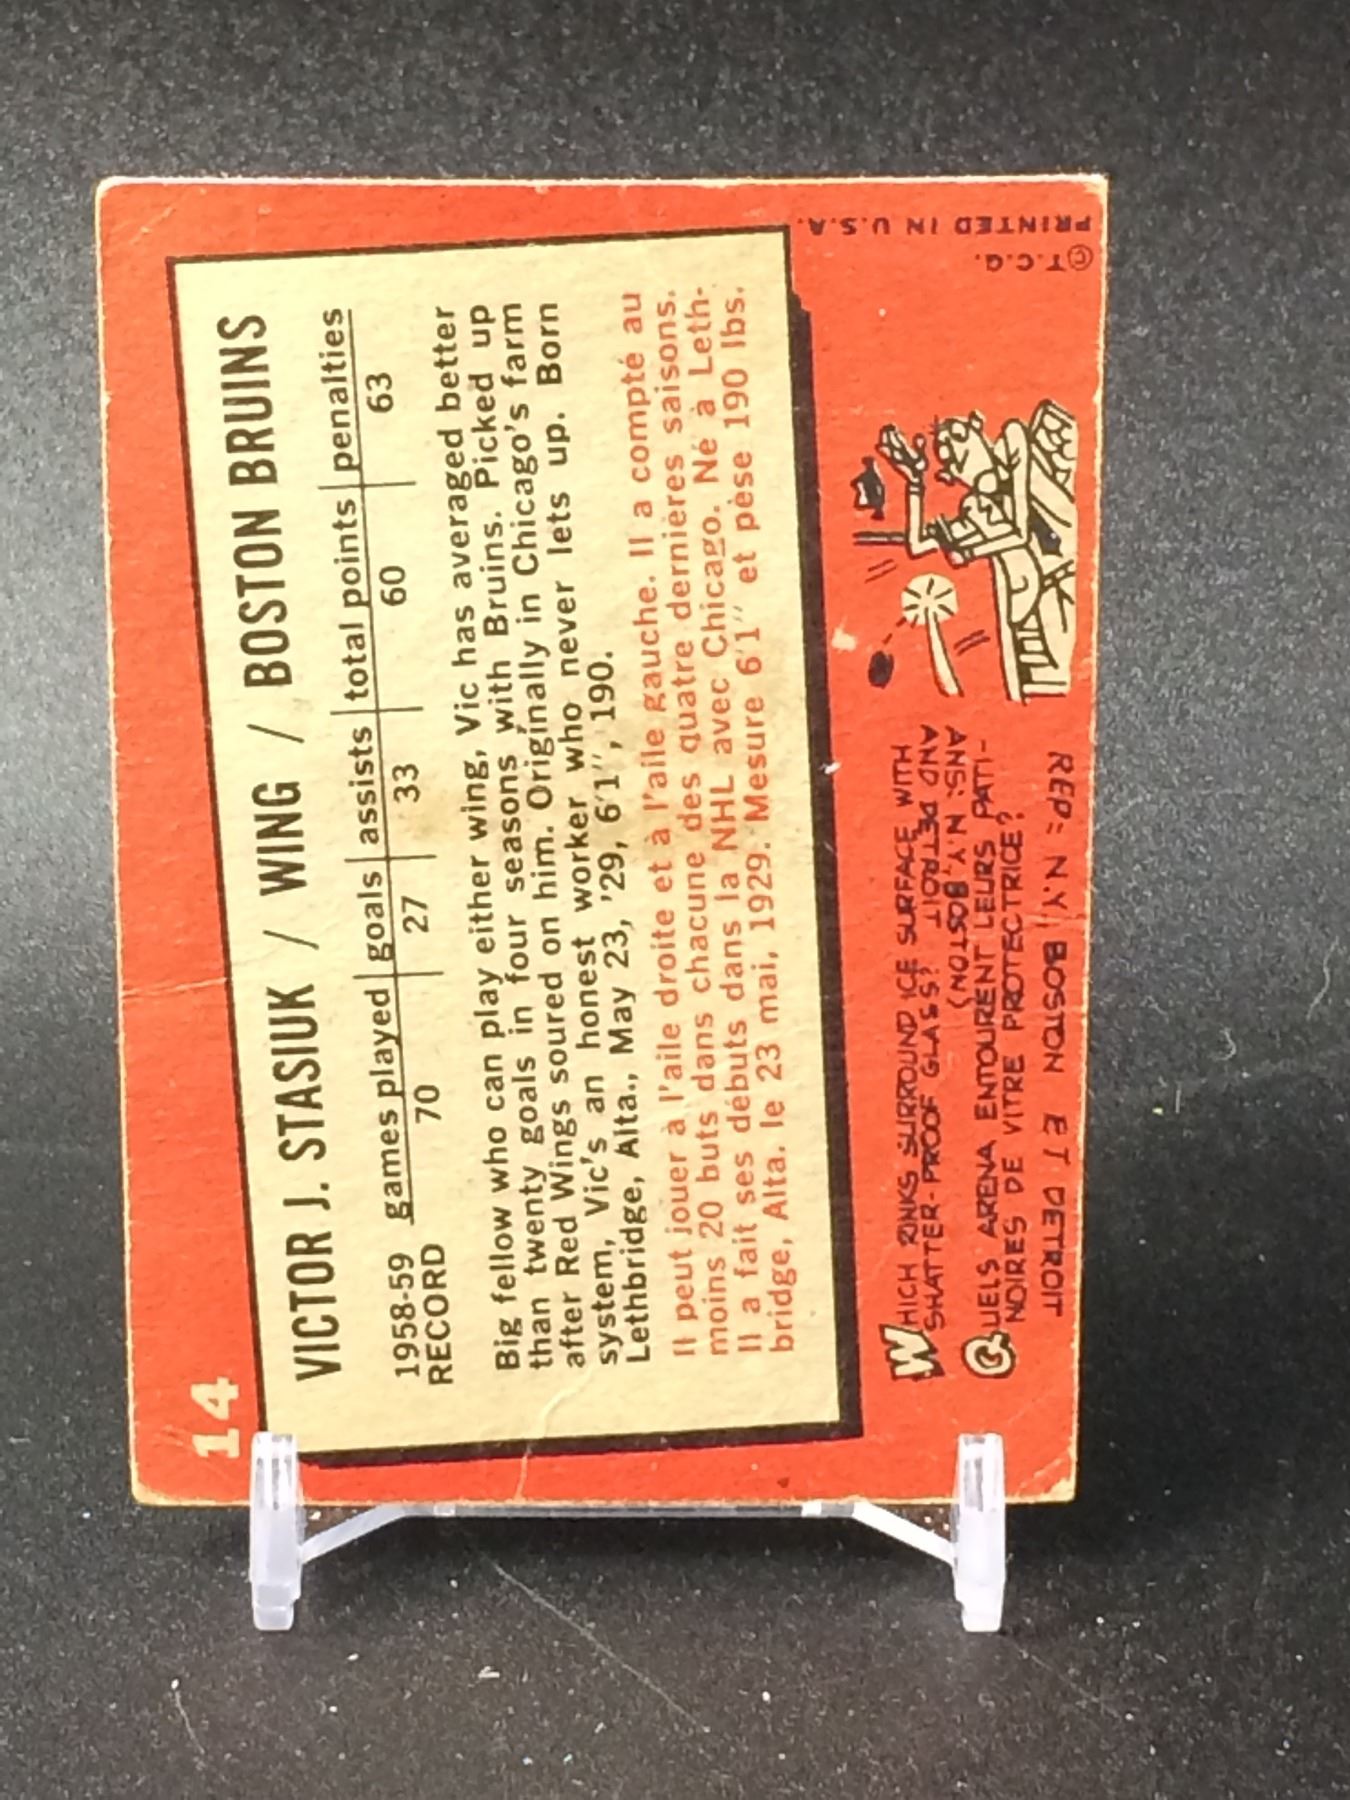 14
VICTOR J. STASIUK / WING / BOSTON BRUINS
1958-59 RECORD games played goals assists total points penalties
70 27 33 60 63
Big fellow who can play either wing, Vic has averaged better
than twenty goals in four seasons with Bruins. Picked up
after Red Wings soured on him. Originally in Chicago's farm
system, Vic's an honest worker who never lets up. Born
Lethbridge, Alta., May 23, '29, 6'1", 190.
Il peut jouer à l'aile droite et à l'aile gauche. Il a compté au
moins 20 buts dans chacune des quatre dernières saisons.
Il a fait ses débuts dans la NHL avec Chicago. Né à Leth-
bridge, Alta. le 23 mai, 1929. Mesure 6'1" et pèse 190 lbs.
WHICH RINKS SURROUND ICE SURFACE WITH
SHATTER-PROOF GLASS?
ANS: N.Y., BOSTON,
AND DETROIT
QUELS ARENA ENTOURENT LEURS PATI-
NOIRES DE VITRE PROTECTRICE?
REP: N.Y., BOSTON ET DETROIT
© T.C.G.
PRINTED IN U.S.A.